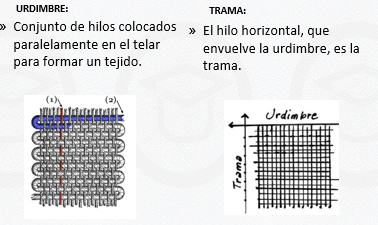 URDIMBRE:
» Conjunto de hilos colocados
paralelamente en el telar
para formar un tejido.
TRAMA:
» El hilo horizontal, que
envuelve la urdimbre, es la
trama.
(1) (2)
Urdimbre
Trama